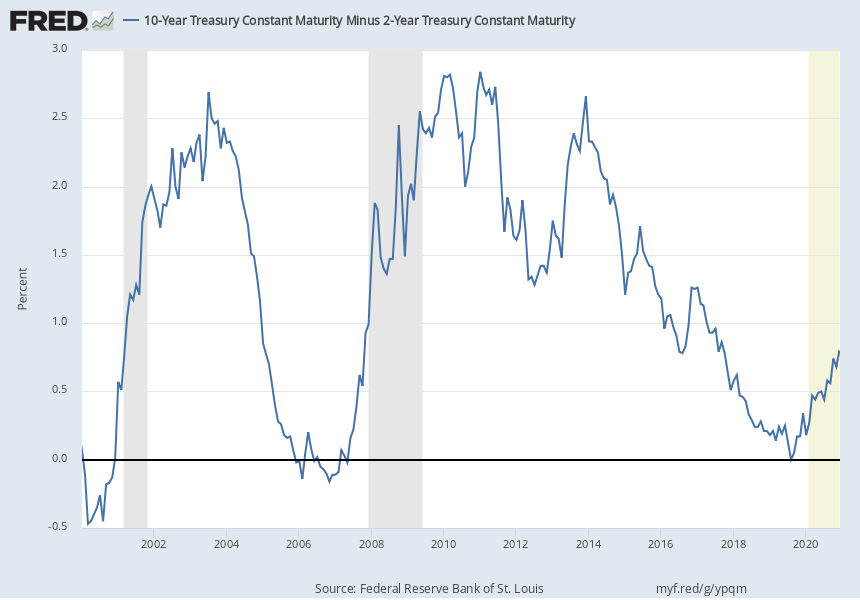 FRED 10-Year Treasury Constant Maturity Minus 2-Year Treasury Constant Maturity
3.0
2.5
2.0
1.5
1.0
0.5
0.0
-0.5
Percent
2002 2004 2006 2008 2010 2012 2014 2016 2018 2020
Source: Federal Reserve Bank of St. Louis myf.red/g/ypqm